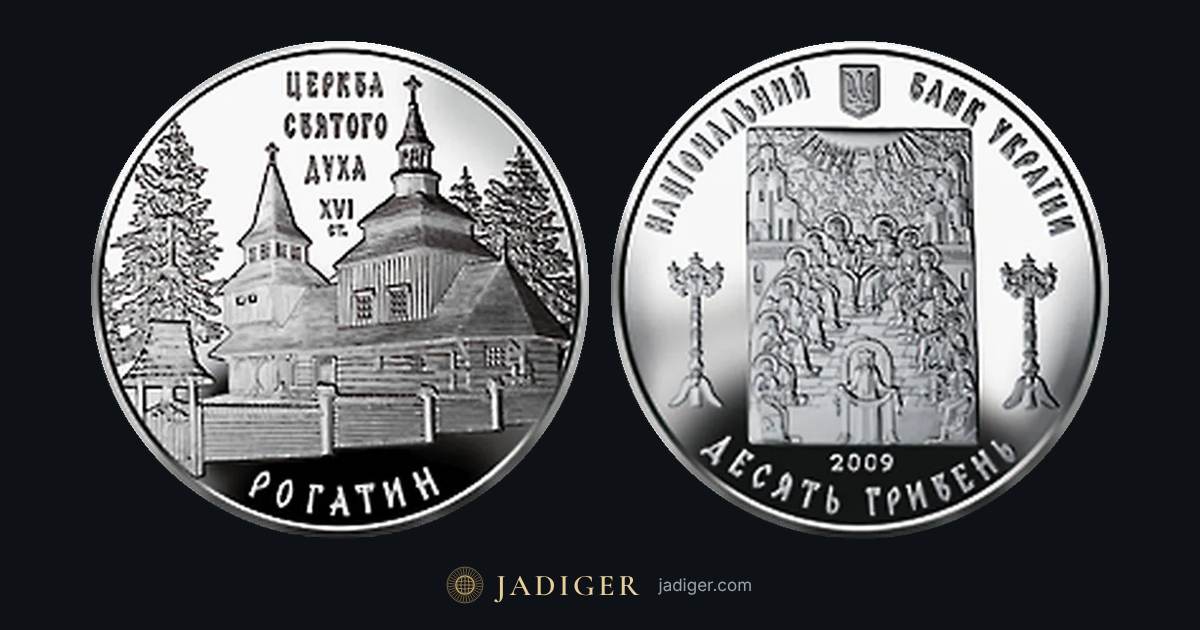 ЦЕРКВА
СВЯТОГО
ДУХА
XVI
СТ.
РОГАТИН
НАЦІОНАЛЬНИЙ БАНК УКРАЇНИ
2009
ДЕСЯТЬ ГРИВЕНЬ
JADIGER jadiger.com